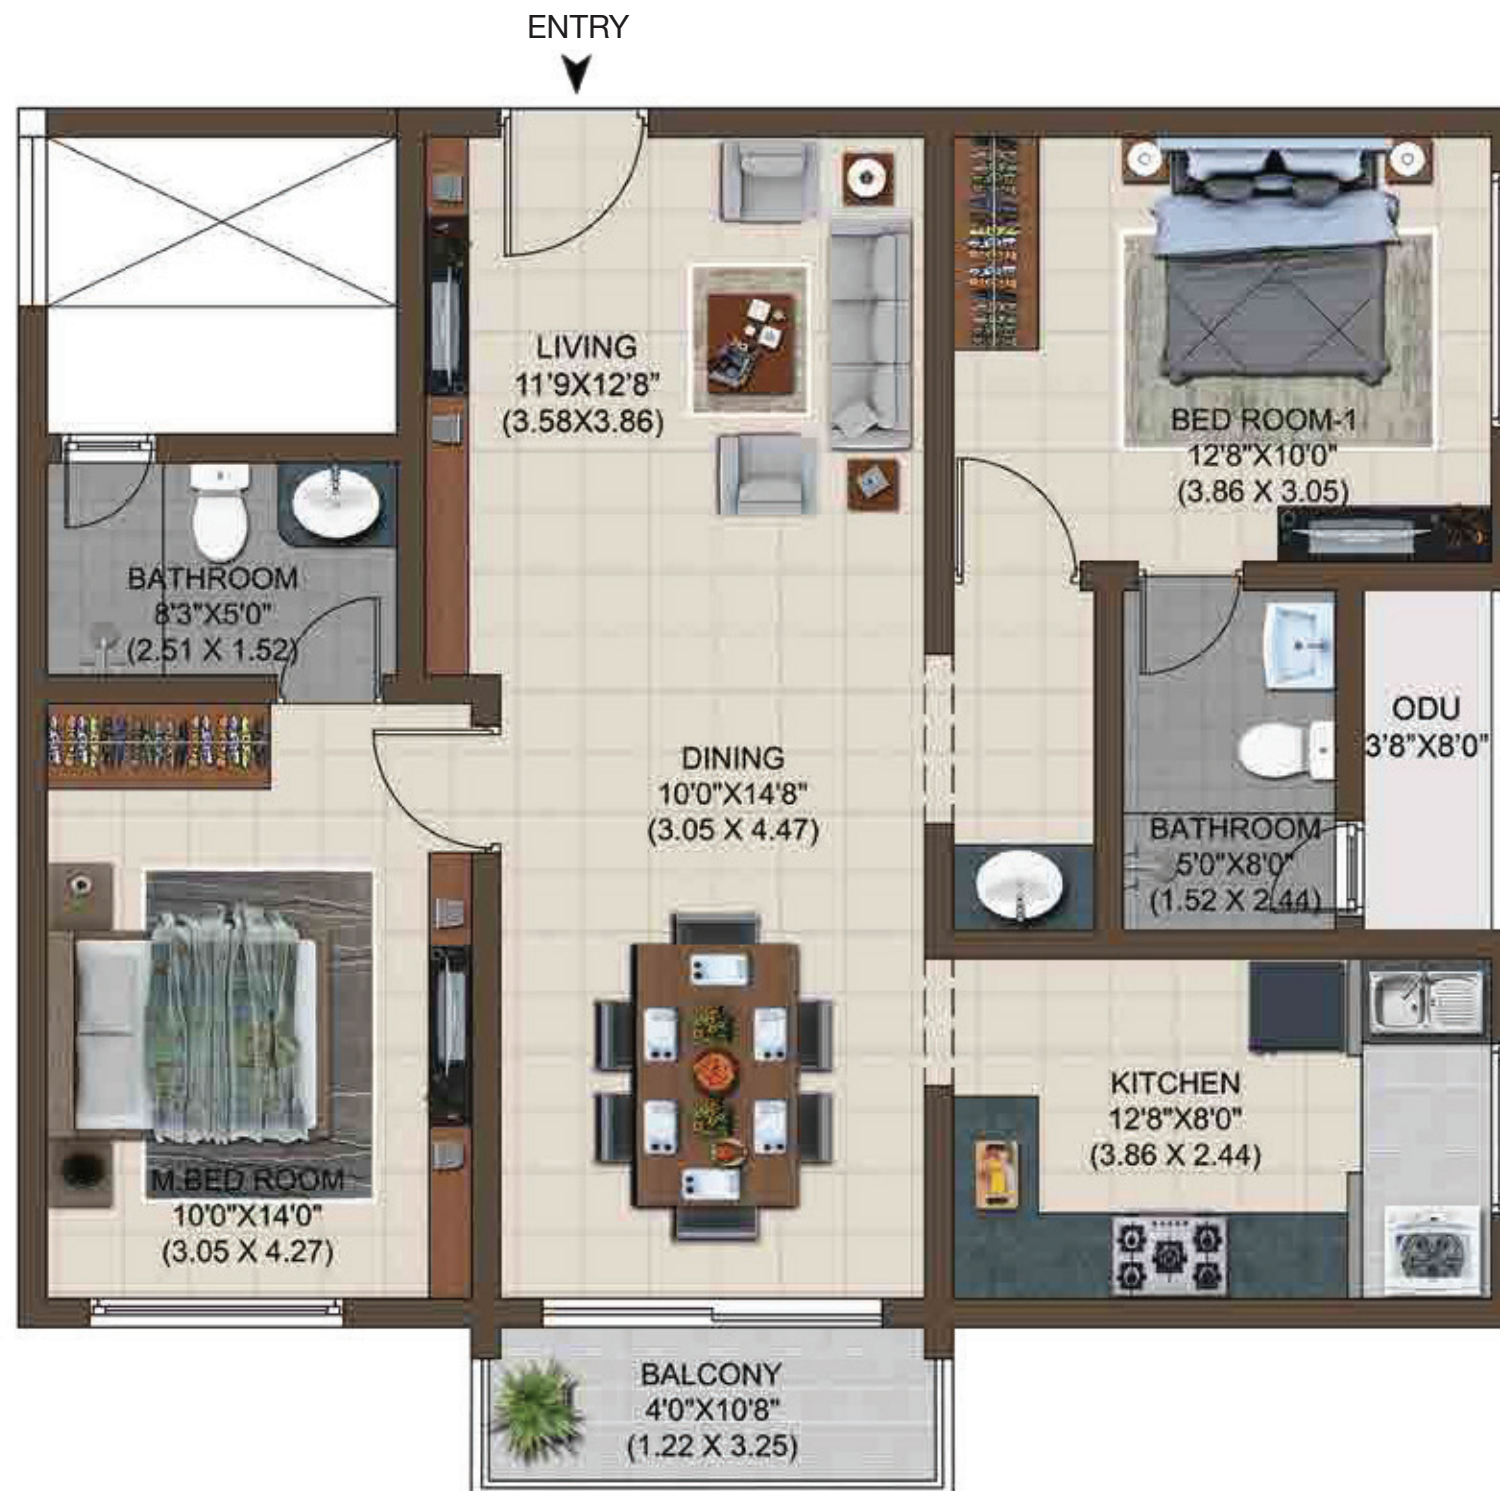 ENTRY
LIVING
11'9X12'8"
(3.58X3.86)
BED ROOM-1
12'8"X10'0"
(3.86 X 3.05)
BATHROOM
8'3"X5'0"
(2.51 X 1.52)
ODU
3'8"X8'0"
DINING
10'0"X14'8"
(3.05 X 4.47)
BATHROOM
5'0"X8'0"
(1.52 X 2.44)
KITCHEN
12'8"X8'0"
(3.86 X 2.44)
M.BED ROOM
10'0"X14'0"
(3.05 X 4.27)
BALCONY
4'0"X10'8"
(1.22 X 3.25)